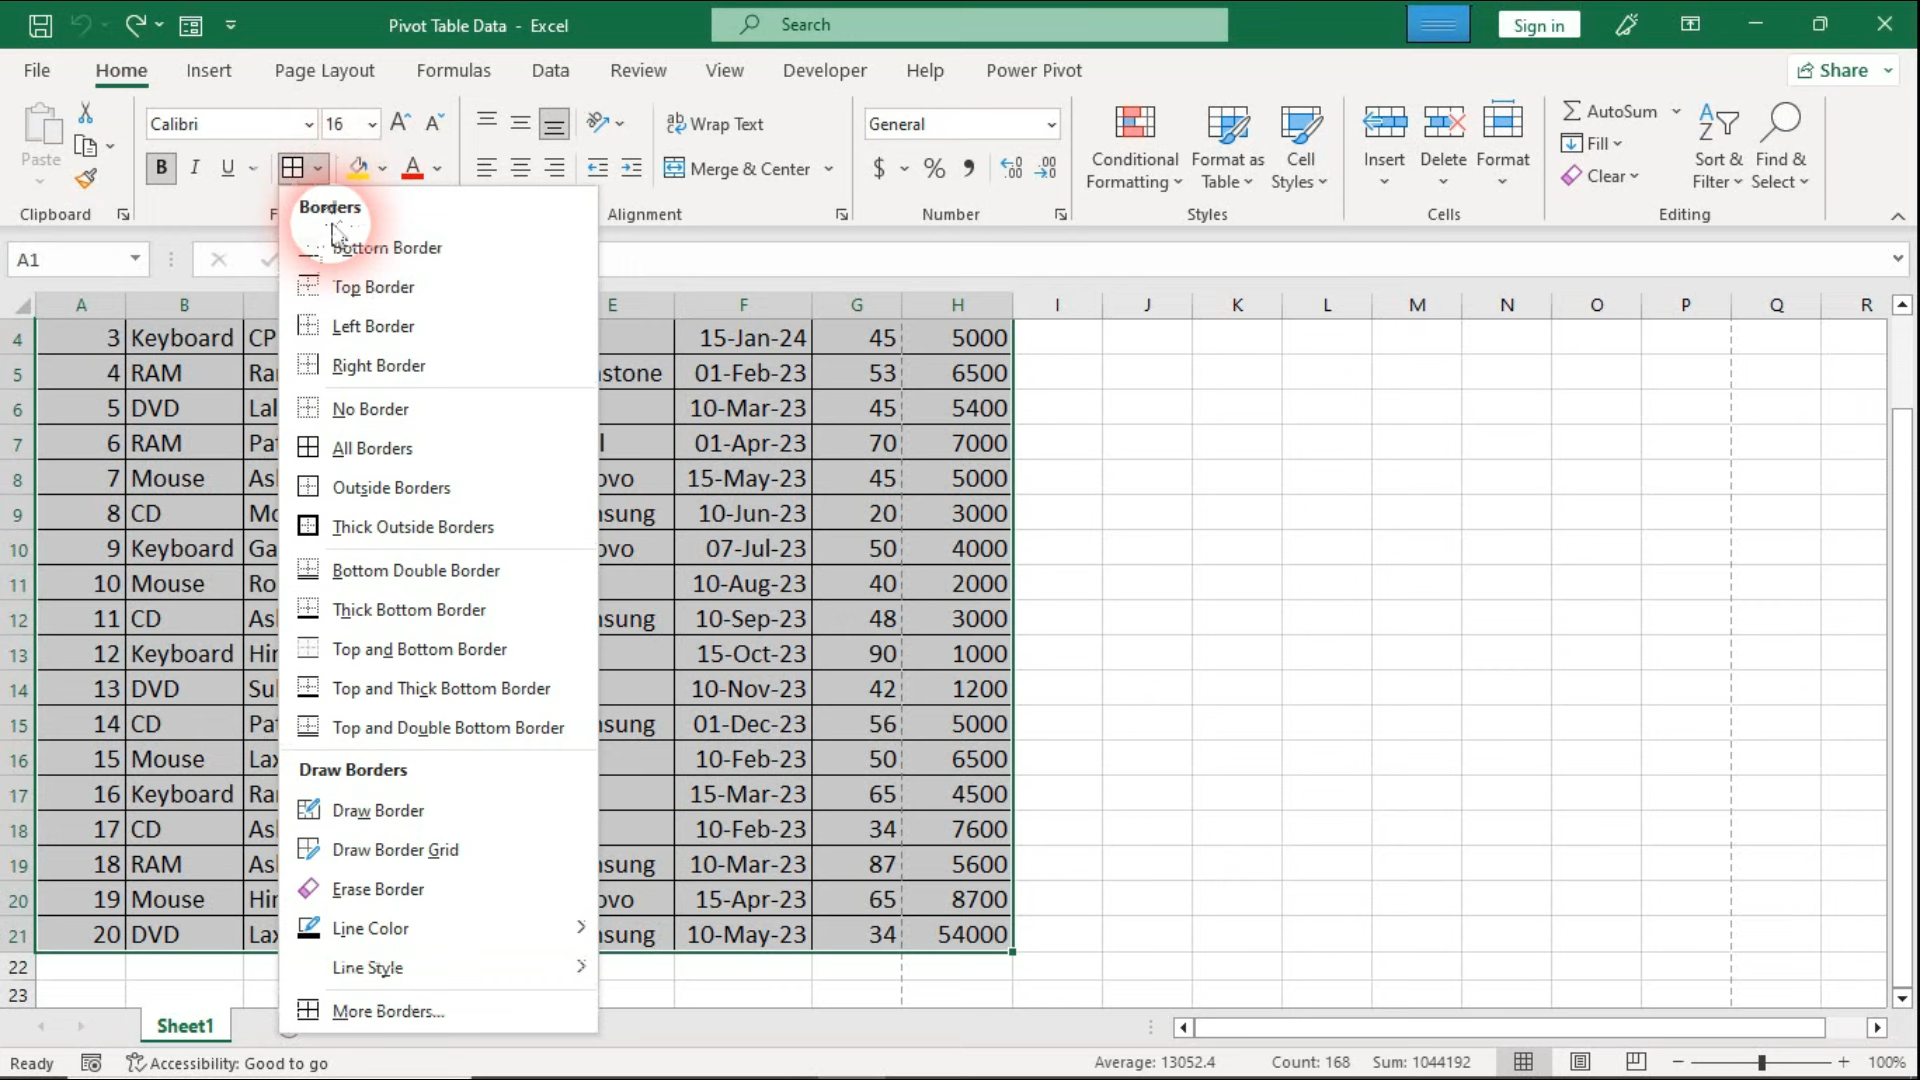 Pivot Table Data - Excel
Search
Sign in
File Home Insert Page Layout Formulas Data Review View Developer Help Power Pivot Share
Paste
Calibri 16 A^ A˅
B I U A
Clipboard
ab Wrap Text
Merge & Center
Alignment
General
$ % 9 .00
Number
Conditional Formatting
Format as Table
Cell Styles
Styles
Insert Delete Format
Cells
AutoSum
Fill
Clear
Sort & Filter
Find & Select
Editing
A1
A B E F G H I J K L M N O P Q R
4 3 Keyboard CP 15-Jan-24 45 5000
5 4 RAM 01-Feb-23 53 6500
6 5 DVD 10-Mar-23 45 5400
7 6 RAM 01-Apr-23 70 7000
8 7 Mouse 15-May-23 45 5000
9 8 CD 10-Jun-23 20 3000
10 9 Keyboard 07-Jul-23 50 4000
11 10 Mouse 10-Aug-23 40 2000
12 11 CD 10-Sep-23 48 3000
13 12 Keyboard 15-Oct-23 90 1000
14 13 DVD 10-Nov-23 42 1200
15 14 CD 01-Dec-23 56 5000
16 15 Mouse 10-Feb-23 50 6500
17 16 Keyboard 15-Mar-23 65 4500
18 17 CD 10-Feb-23 34 7600
19 18 RAM 10-Mar-23 87 5600
20 19 Mouse 15-Apr-23 65 8700
21 20 DVD 10-May-23 34 54000
22
23
Borders
Bottom Border
Top Border
Left Border
Right Border
No Border
All Borders
Outside Borders
Thick Outside Borders
Bottom Double Border
Thick Bottom Border
Top and Bottom Border
Top and Thick Bottom Border
Top and Double Bottom Border
Draw Borders
Draw Border
Draw Border Grid
Erase Border
Line Color
Line Style
More Borders...
Sheet1
Ready Accessibility: Good to go Average: 13052.4 Count: 168 Sum: 1044192 100%